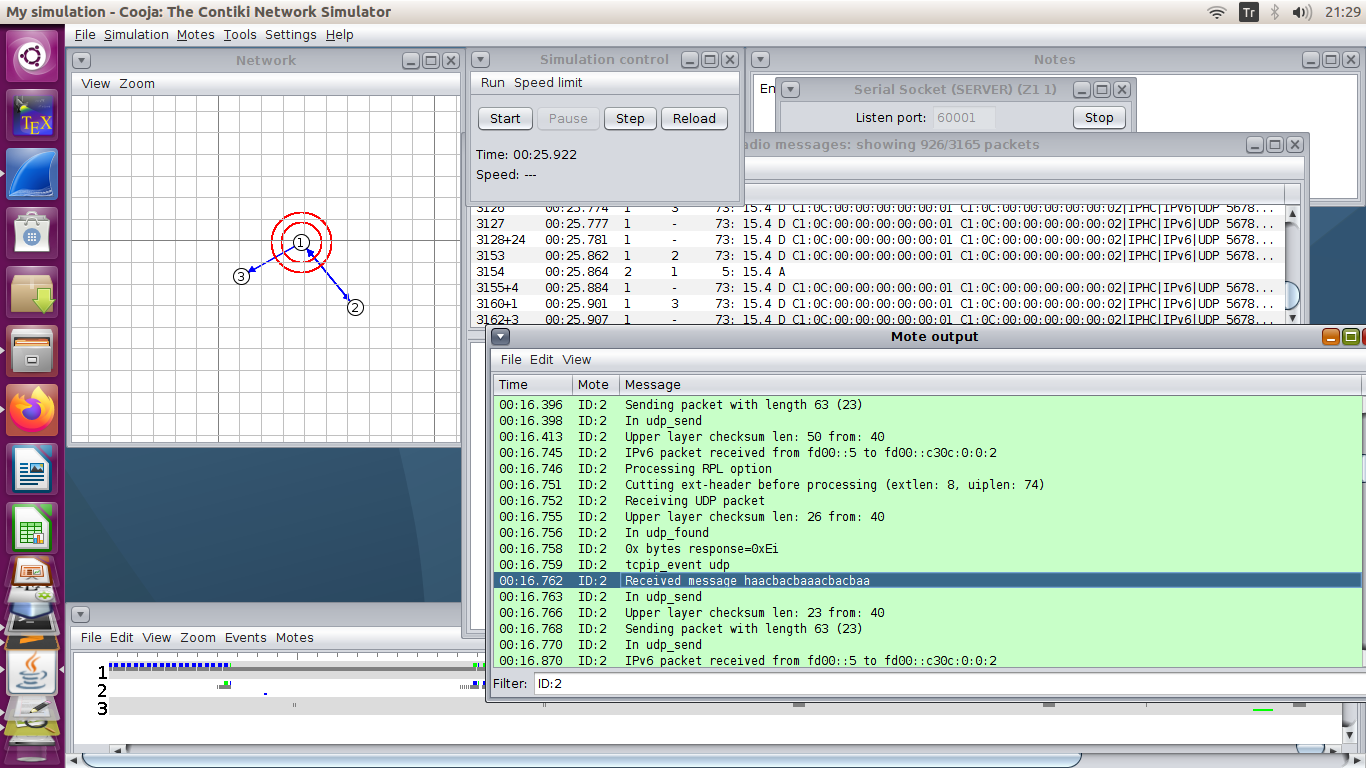 My simulation - Cooja: The Contiki Network Simulator
Tr
21:29
File Simulation Motes Tools Settings Help
Network
View Zoom
1
3
2
Simulation control
Run Speed limit
Start Pause Step Reload
Time: 00:25.922
Speed: ---
Notes
En
Serial Socket (SERVER) (Z1 1)
Listen port: 60001 Stop
adio messages: showing 926/3165 packets
3126 00:25.774 1 3 73: 15.4 D C1:0C:00:00:00:00:00:01 C1:0C:00:00:00:00:00:02|IPHC|IPv6|UDP 5678...
3127 00:25.777 1 - 73: 15.4 D C1:0C:00:00:00:00:00:01 C1:0C:00:00:00:00:00:02|IPHC|IPv6|UDP 5678...
3128+24 00:25.781 1 - 73: 15.4 D C1:0C:00:00:00:00:00:01 C1:0C:00:00:00:00:00:02|IPHC|IPv6|UDP 5678...
3153 00:25.862 1 2 73: 15.4 D C1:0C:00:00:00:00:00:01 C1:0C:00:00:00:00:00:02|IPHC|IPv6|UDP 5678...
3154 00:25.864 2 1 5: 15.4 A
3155+4 00:25.884 1 - 73: 15.4 D C1:0C:00:00:00:00:00:01 C1:0C:00:00:00:00:00:02|IPHC|IPv6|UDP 5678...
3160+1 00:25.901 1 3 73: 15.4 D C1:0C:00:00:00:00:00:01 C1:0C:00:00:00:00:00:02|IPHC|IPv6|UDP 5678...
3162+3 00:25.907 1 - 73: 15.4 D C1:0C:00:00:00:00:00:01 C1:0C:00:00:00:00:00:02|IPHC|IPv6|UDP 5678...
Mote output
File Edit View
Time Mote Message
00:16.396 ID:2 Sending packet with length 63 (23)
00:16.398 ID:2 In udp_send
00:16.413 ID:2 Upper layer checksum len: 50 from: 40
00:16.745 ID:2 IPv6 packet received from fd00::5 to fd00::c30c:0:0:2
00:16.746 ID:2 Processing RPL option
00:16.751 ID:2 Cutting ext-header before processing (extlen: 8, uiplen: 74)
00:16.752 ID:2 Receiving UDP packet
00:16.755 ID:2 Upper layer checksum len: 26 from: 40
00:16.756 ID:2 In udp_found
00:16.758 ID:2 0x bytes response=0xEi
00:16.759 ID:2 tcpip_event udp
00:16.762 ID:2 Received message haacbacbaaacbacbaa
00:16.763 ID:2 In udp_send
00:16.766 ID:2 Upper layer checksum len: 23 from: 40
00:16.768 ID:2 Sending packet with length 63 (23)
00:16.770 ID:2 In udp_send
00:16.870 ID:2 IPv6 packet received from fd00::5 to fd00::c30c:0:0:2
Filter: ID:2
File Edit View Zoom Events Motes
1
2
3
TEX